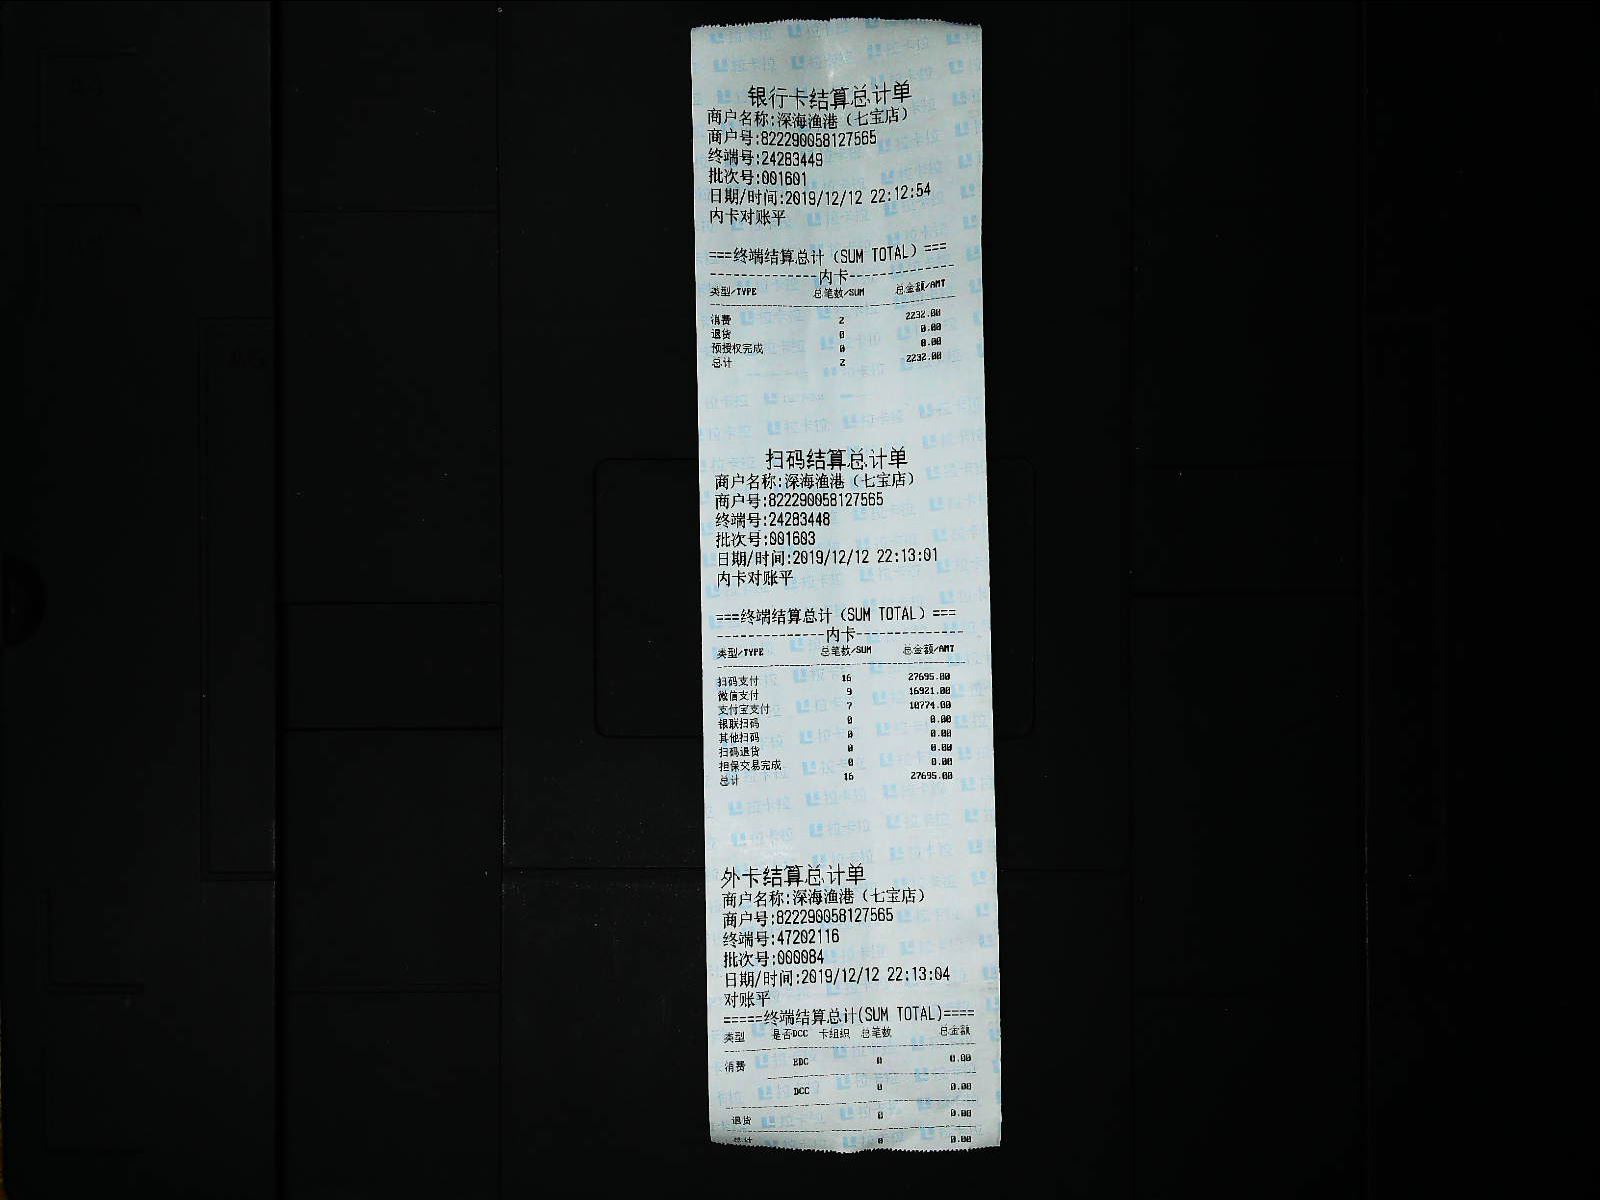 银行卡结算总计单
商户名称:深海渔港（七宝店）
商户号:822290058127565
终端号:24283449
批次号:001601
日期/时间:2019/12/12 22:12:54
内卡对账平
===终端结算总计（SUM TOTAL）===
--------------内卡--------------
类型/TYPE 总笔数/SUM 总金额/AMT
消费 2 2232.00
退货 0 0.00
预授权完成 0 0.00
总计 2 2232.00
扫码结算总计单
商户名称:深海渔港（七宝店）
商户号:822290058127565
终端号:24283448
批次号:001603
日期/时间:2019/12/12 22:13:01
内卡对账平
===终端结算总计（SUM TOTAL）===
--------------内卡--------------
类型/TYPE 总笔数/SUM 总金额/AMT
扫码支付 16 27695.00
微信支付 9 16921.00
支付宝支付 7 10774.00
银联扫码 0 0.00
其他扫码 0 0.00
扫码退货 0 0.00
担保交易完成 0 0.00
总计 16 27695.00
外卡结算总计单
商户名称:深海渔港（七宝店）
商户号:822290058127565
终端号:47202116
批次号:000084
日期/时间:2019/12/12 22:13:04
对账平
=====终端结算总计(SUM TOTAL)====
类型 是否DCC 卡组织 总笔数 总金额
消费 EDC 0 0.00
DCC 0 0.00
退货 0 0.00
总计 0 0.00